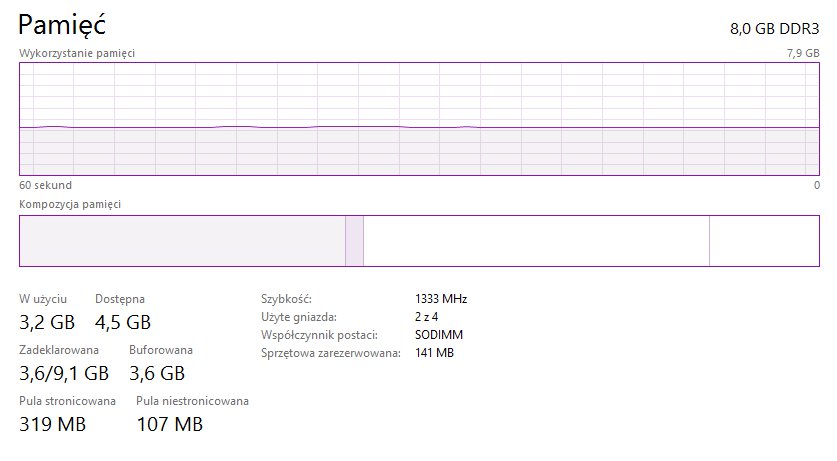 Pamięć 8,0 GB DDR3
Wykorzystanie pamięci 7,9 GB
60 sekund 0
Kompozycja pamięci
W użyciu Dostępna Szybkość: 1333 MHz
3,2 GB 4,5 GB Użyte gniazda: 2 z 4
Współczynnik postaci: SODIMM
Zadeklarowana Buforowana Sprzętowa zarezerwowana: 141 MB
3,6/9,1 GB 3,6 GB
Pula stronicowana Pula niestronicowana
319 MB 107 MB